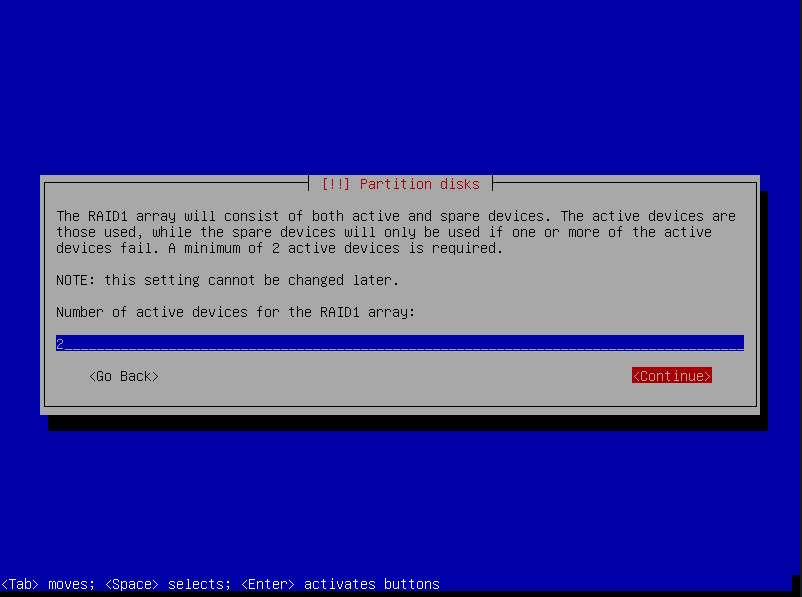 [!!] Partition disks
The RAID1 array will consist of both active and spare devices. The active devices are
those used, while the spare devices will only be used if one or more of the active
devices fail. A minimum of 2 active devices is required.
NOTE: this setting cannot be changed later.
Number of active devices for the RAID1 array:
2
<Go Back> <Continue>
<Tab> moves; <Space> selects; <Enter> activates buttons